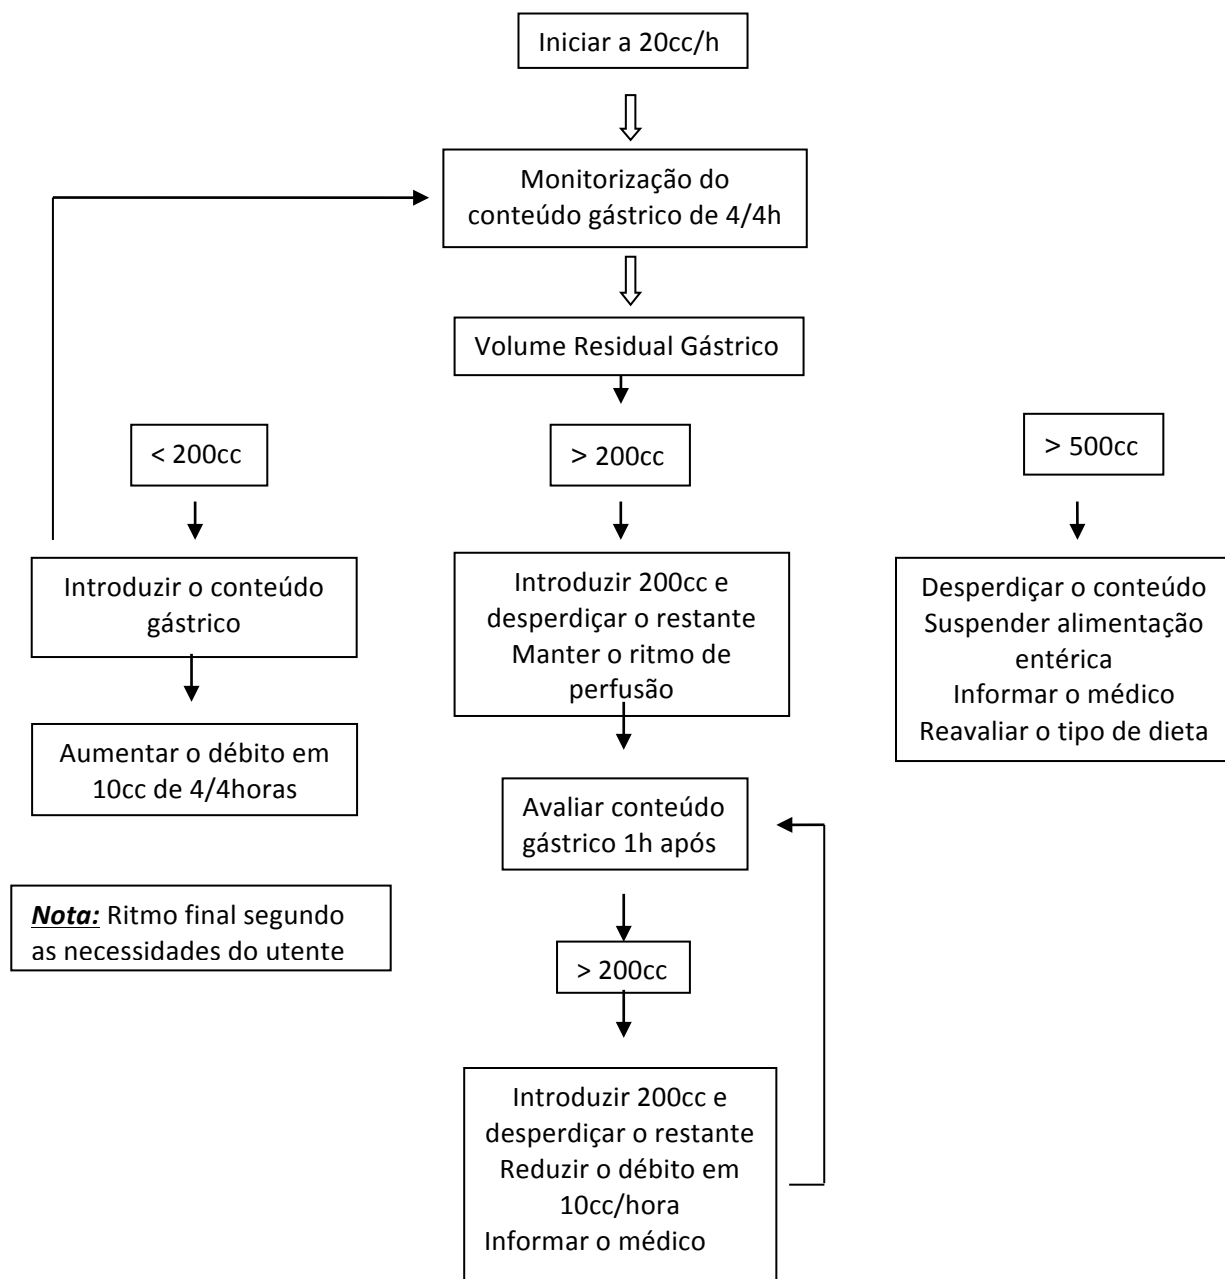 Iniciar a 20cc/h
Monitorização do
conteúdo gástrico de 4/4h
Volume Residual Gástrico
< 200cc
> 200cc
> 500cc
Introduzir o conteúdo
gástrico
Introduzir 200cc e
desperdiçar o restante
Manter o ritmo de
perfusão
Desperdiçar o conteúdo
Suspender alimentação
entérica
Informar o médico
Reavaliar o tipo de dieta
Aumentar o débito em
10cc de 4/4horas
Avaliar conteúdo
gástrico 1h após
Nota: Ritmo final segundo
as necessidades do utente
> 200cc
Introduzir 200cc e
desperdiçar o restante
Reduzir o débito em
10cc/hora
Informar o médico